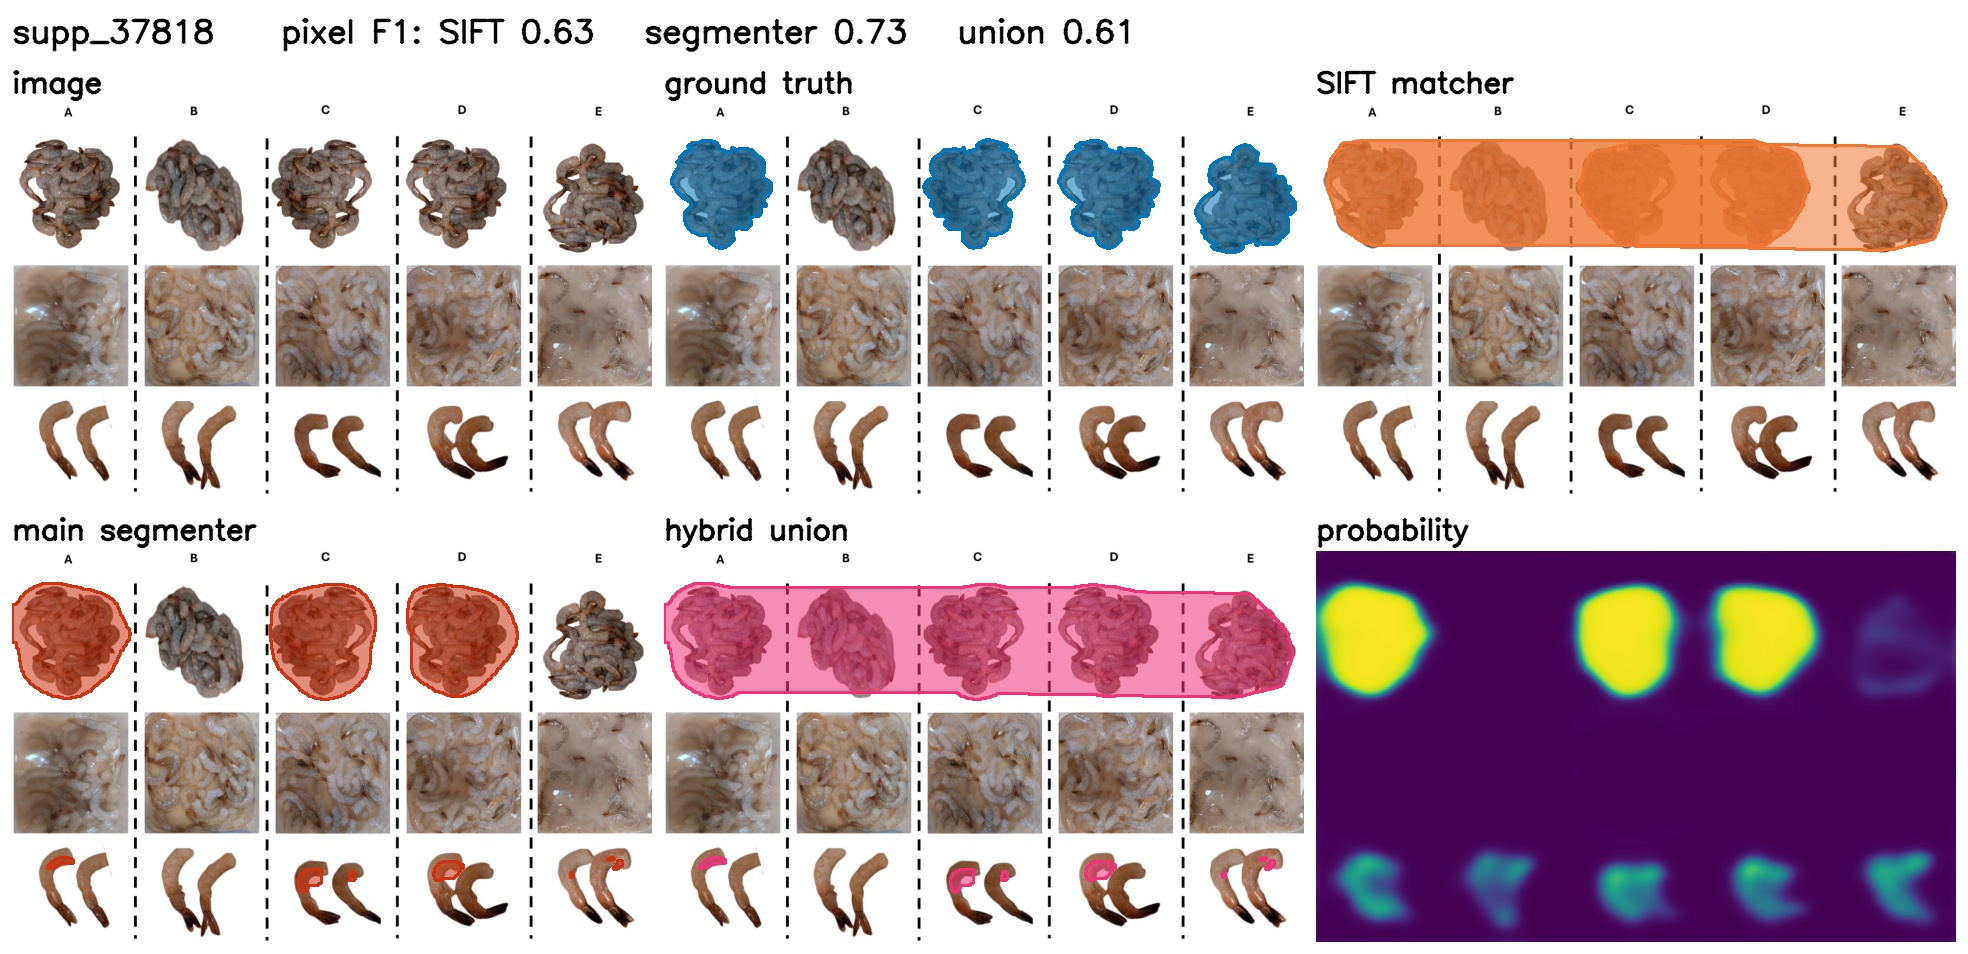 supp_37818 pixel F1: SIFT 0.63 segmenter 0.73 union 0.61
image
A B C D E
ground truth
A B C D E
SIFT matcher
A B C D E
main segmenter
A B C D E
hybrid union
A B C D E
probability